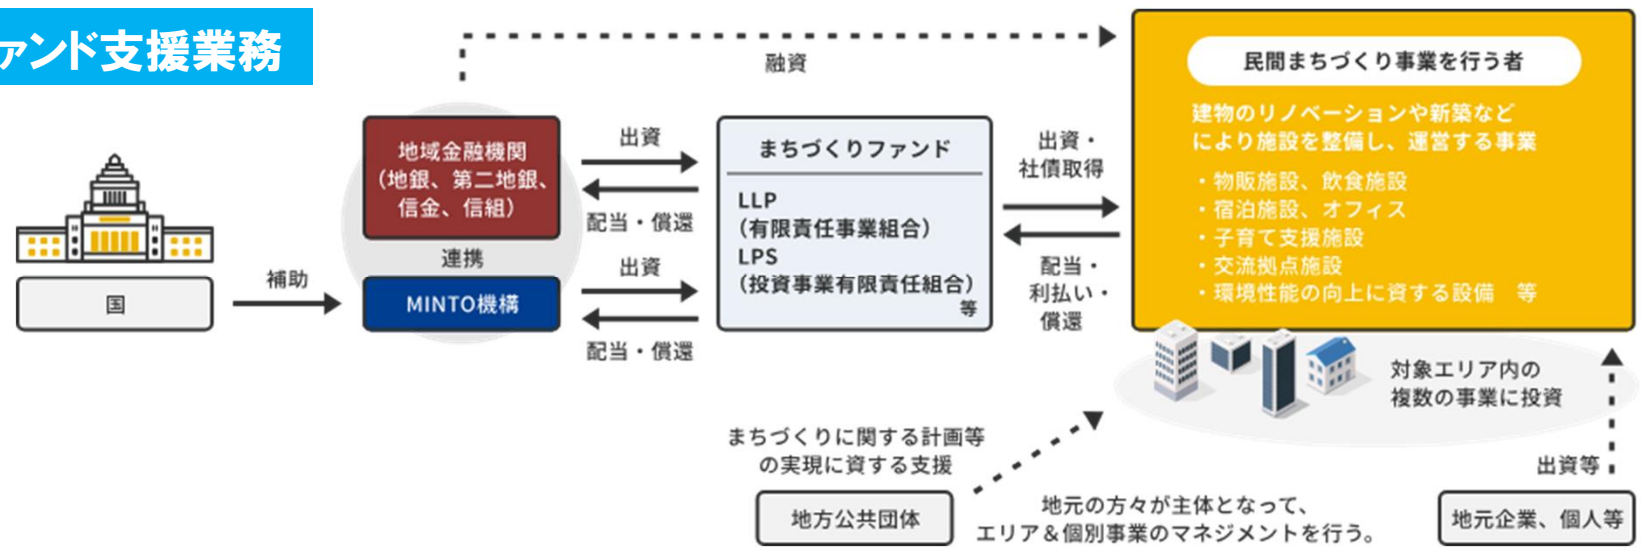 ァンド支援業務
融資
民間まちづくり事業を行う者
建物のリノベーションや新築など
により施設を整備し、運営する事業
・物販施設、飲食施設
・宿泊施設、オフィス
・子育て支援施設
・交流拠点施設
・環境性能の向上に資する設備　等
地域金融機関
（地銀、第二地銀、
信金、信組）
連携
MINTO機構
国
補助
出資
配当・償還
出資
配当・償還
まちづくりファンド
LLP
（有限責任事業組合）
LPS
（投資事業有限責任組合）
等
出資・
社債取得
配当・
利払い・
償還
対象エリア内の
複数の事業に投資
まちづくりに関する計画等
の実現に資する支援
地方公共団体
地元の方々が主体となって、
エリア＆個別事業のマネジメントを行う。
出資等
地元企業、個人等